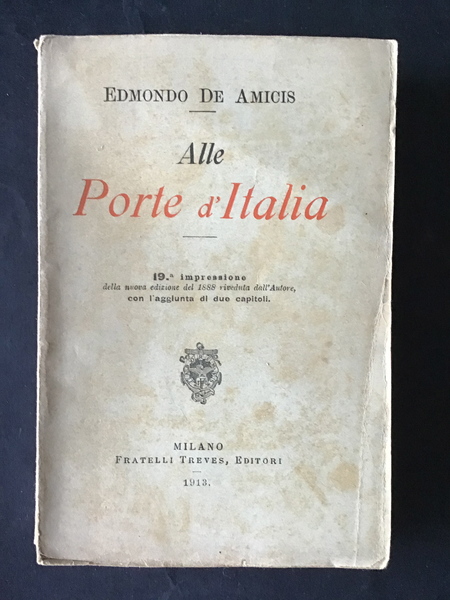 EDMONDO DE AMICIS
Alle
Porte d'Italia
19.ª impressione
della nuova edizione del 1888 riveduta dall'Autore,
con l'aggiunta di due capitoli.
MILANO
FRATELLI TREVES, EDITORI
1913.